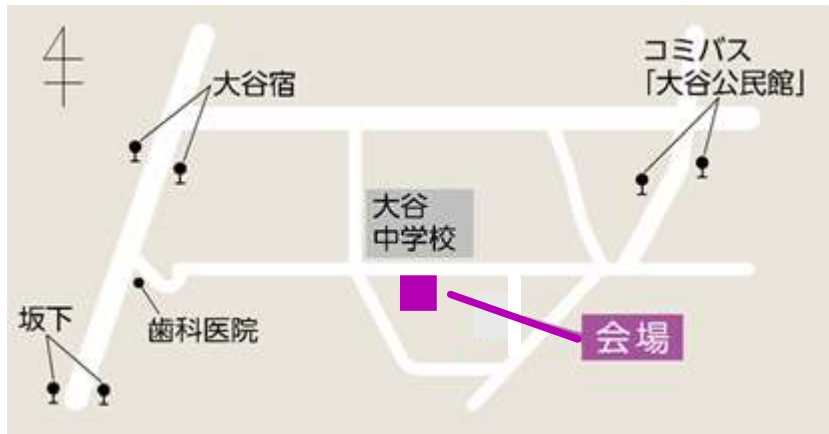 コミバス
「大谷公民館」
大谷宿
大谷
中学校
坂下
歯科医院
会場